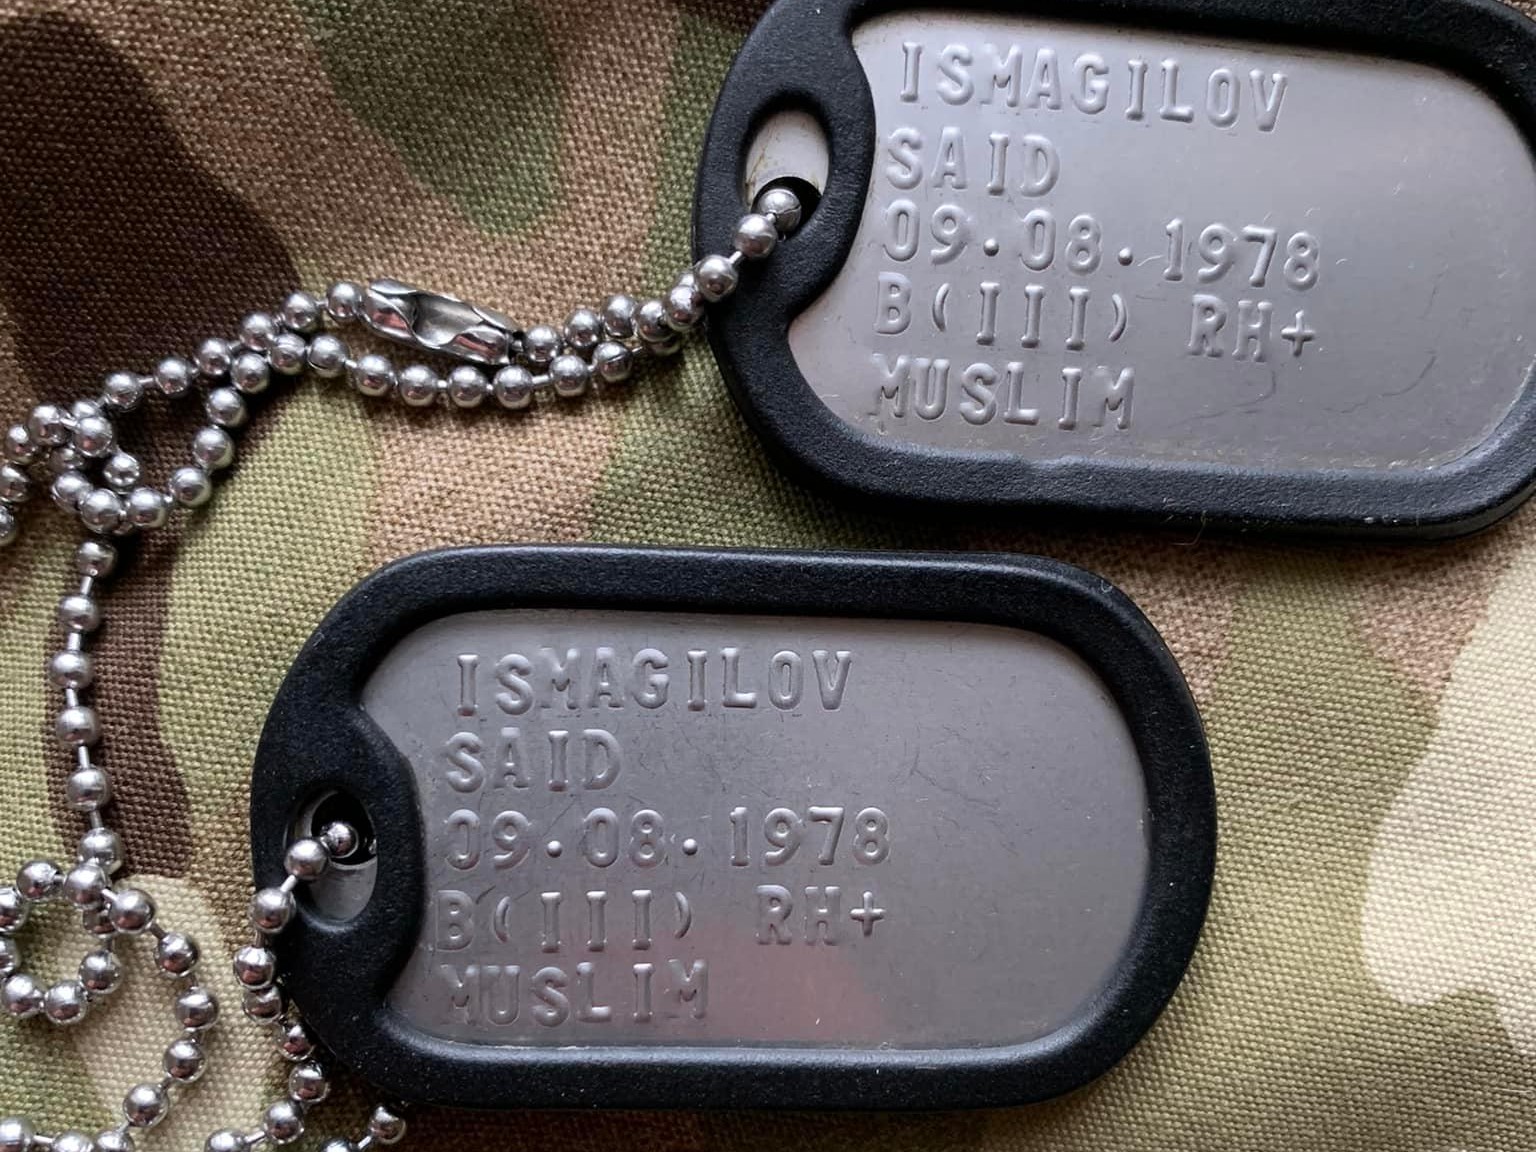 ISMAGILOV
SAID
09.08.1978
B(III) RH+
MUSLIM
ISMAGILOV
SAID
09.08.1978
B(III) RH+
MUSLIM